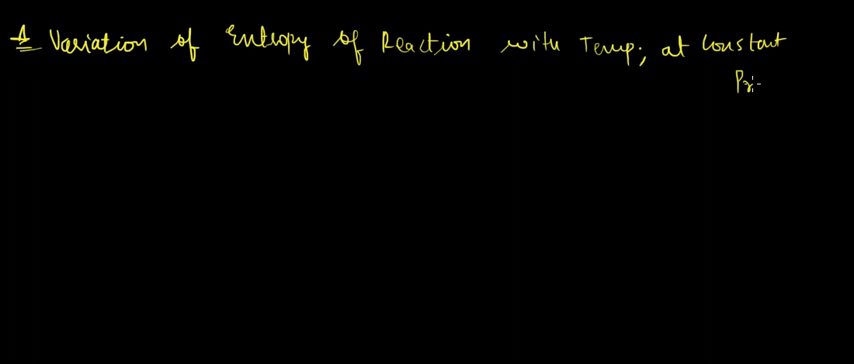 Variation of Entropy of Reaction with Temp; at Constant